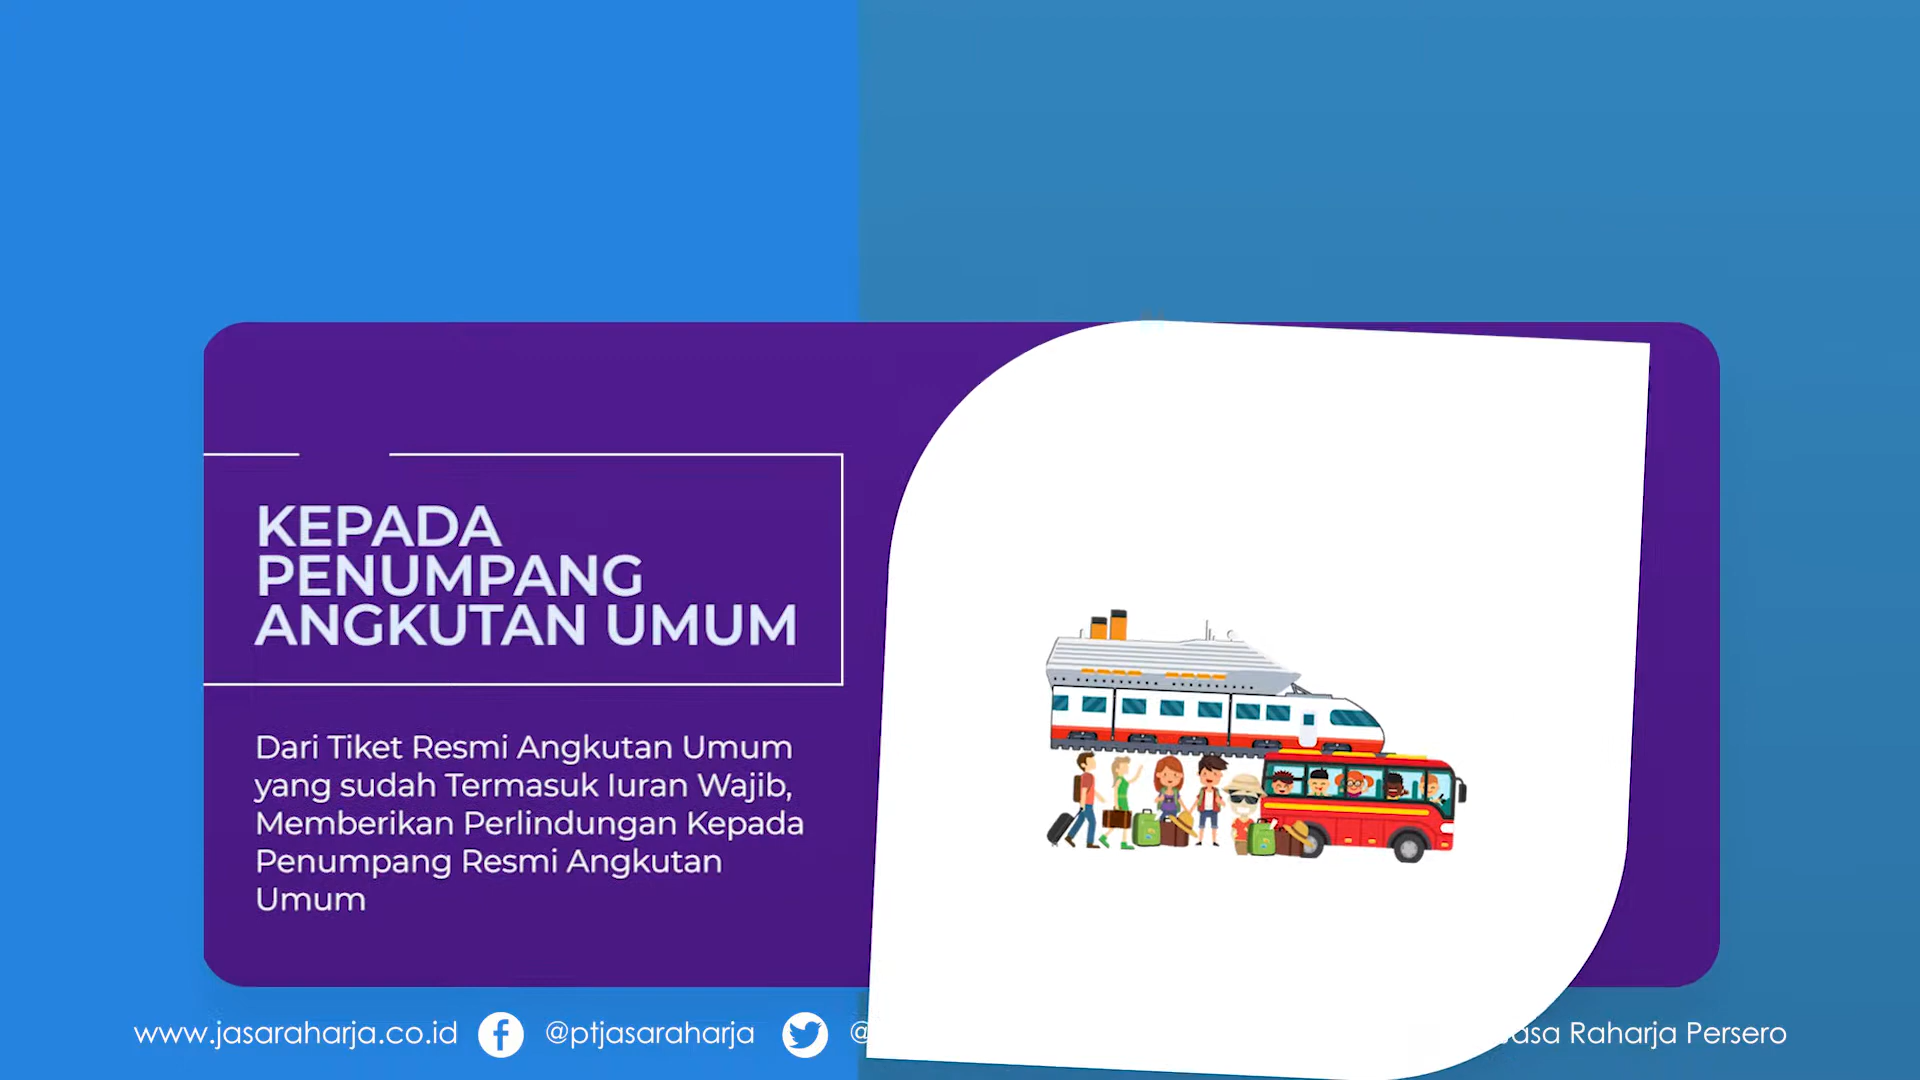 KEPADA
PENUMPANG
ANGKUTAN UMUM
Dari Tiket Resmi Angkutan Umum
yang sudah Termasuk Iuran Wajib,
Memberikan Perlindungan Kepada
Penumpang Resmi Angkutan
Umum
www.jasaraharja.co.id @ptjasaraharja @ Jasa Raharja Persero